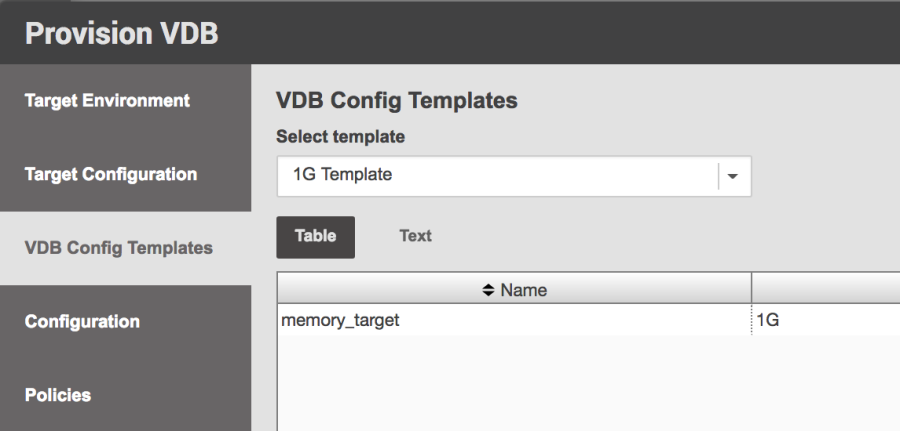 Provision VDB
Target Environment
Target Configuration
VDB Config Templates
Configuration
Policies
VDB Config Templates
Select template
1G Template
Table Text
Name
memory_target 1G